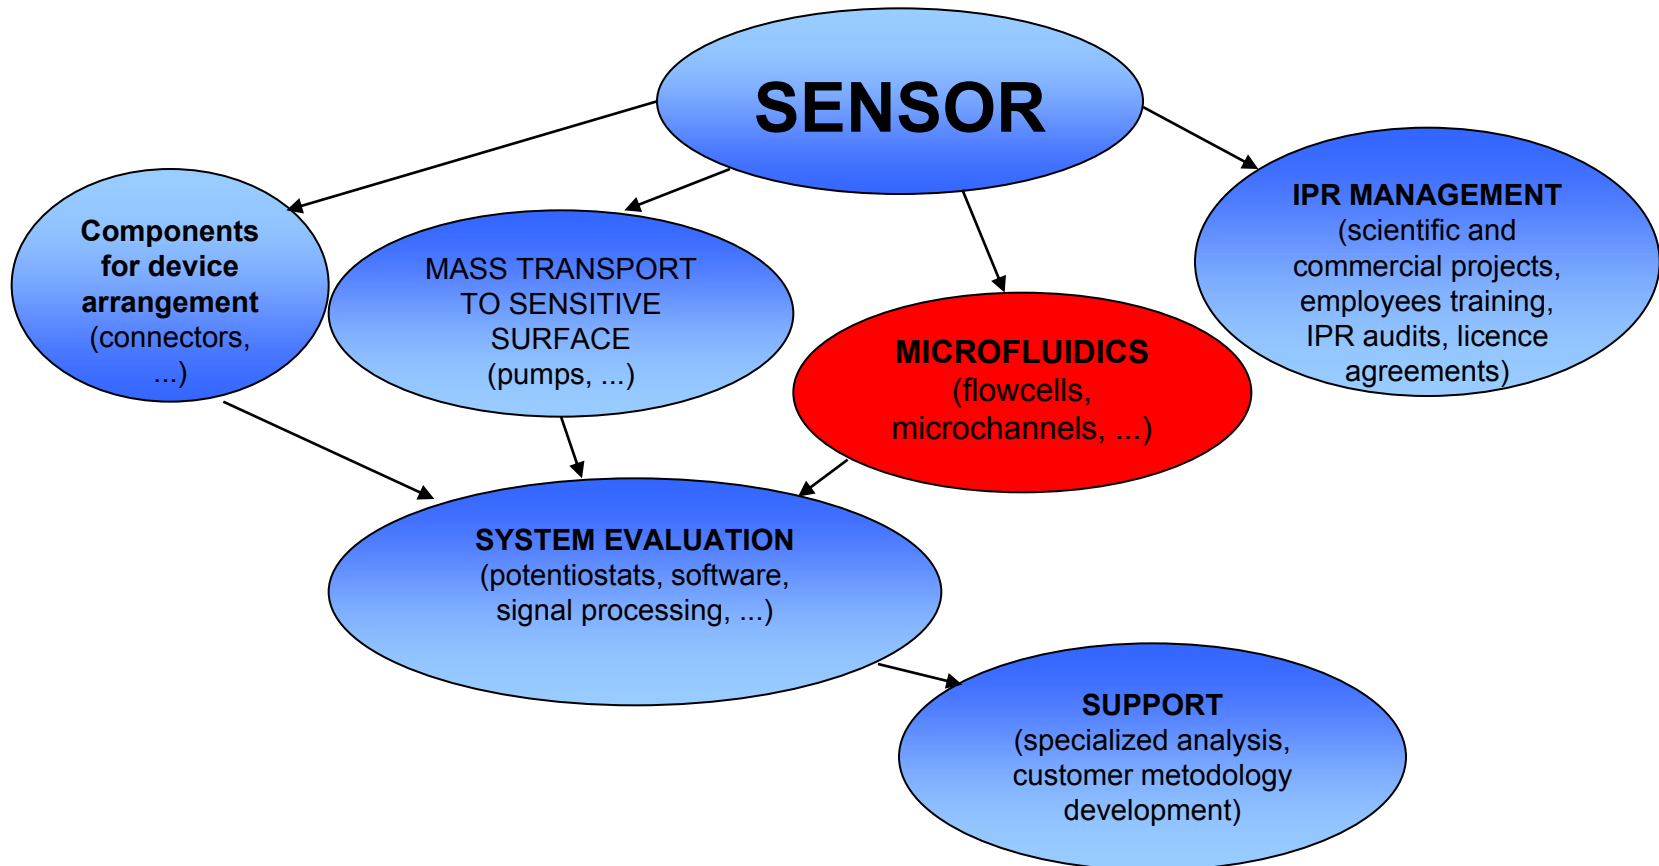 SENSOR
Components
for device
arrangement
(connectors,
...)
MASS TRANSPORT
TO SENSITIVE
SURFACE
(pumps, ...)
MICROFLUIDICS
(flowcells,
microchannels, ...)
IPR MANAGEMENT
(scientific and
commercial projects,
employees training,
IPR audits, licence
agreements)
SYSTEM EVALUATION
(potentiostats, software,
signal processing, ...)
SUPPORT
(specialized analysis,
customer metodology
development)